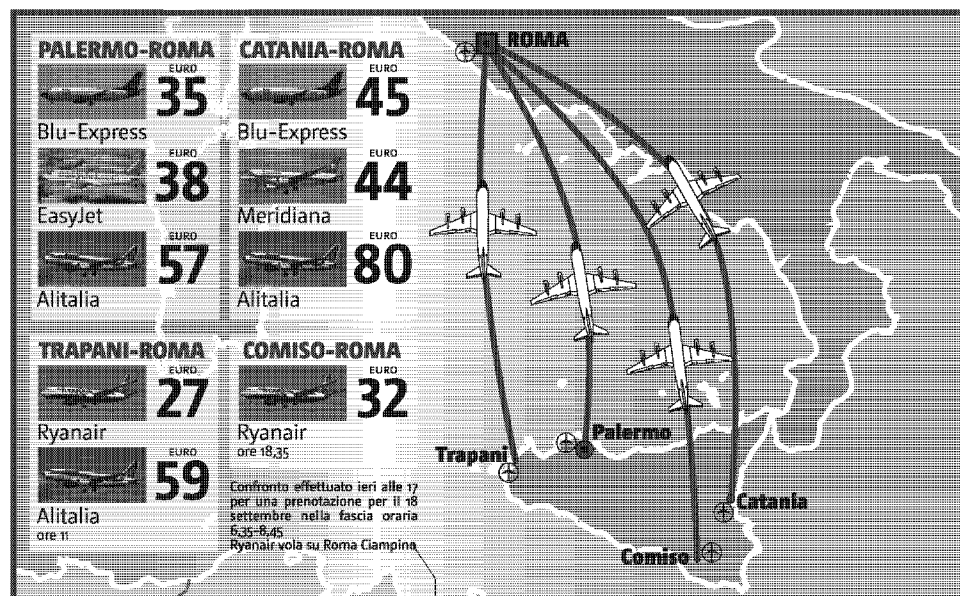 PALERMO-ROMA
EURO
35
Blu-Express
EURO
38
EasyJet
EURO
57
Alitalia
CATANIA-ROMA
EURO
45
Blu-Express
EURO
44
Meridiana
EURO
80
Alitalia
TRAPANI-ROMA
EURO
27
Ryanair
EURO
59
Alitalia
ore 11
COMISO-ROMA
EURO
32
Ryanair
ore 18,35
Confronto effettuato ieri alle 17
per una prenotazione per il 18
settembre nella fascia oraria
6,35-8,45
Ryanair vola su Roma Ciampino
ROMA
Palermo
Trapani
Catania
Comiso